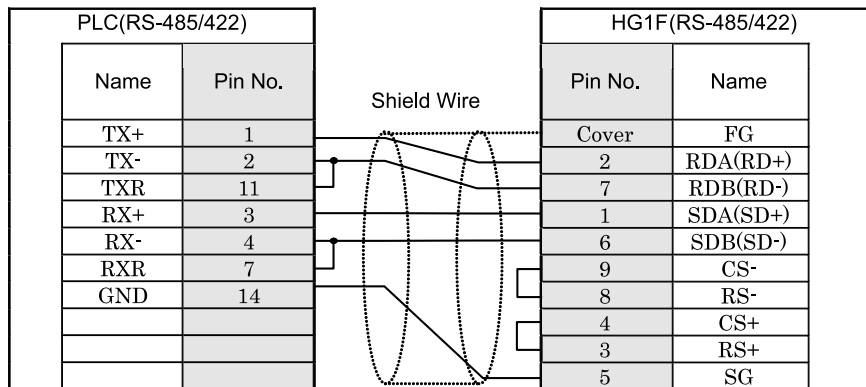 PLC(RS-485/422) HG1F(RS-485/422)
Name Pin No. Shield Wire Pin No. Name
TX+ 1 Cover FG
TX- 2 2 RDA(RD+)
TXR 11 7 RDB(RD-)
RX+ 3 1 SDA(SD+)
RX- 4 6 SDB(SD-)
RXR 7 9 CS-
GND 14 8 RS-
4 CS+
3 RS+
5 SG